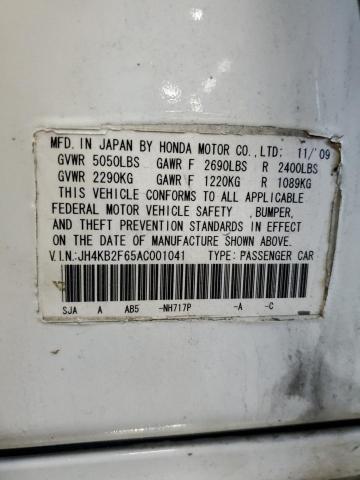 MFD. IN JAPAN BY HONDA MOTOR CO., LTD: 11/'09
GVWR 5050LBS GAWR F 2690LBS R 2400LBS
GVWR 2290KG GAWR F 1220KG R 1089KG
THIS VEHICLE CONFORMS TO ALL APPLICABLE
FEDERAL MOTOR VEHICLE SAFETY , BUMPER,
AND THEFT PREVENTION STANDARDS IN EFFECT
ON THE DATE OF MANUFACTURE SHOWN ABOVE.
V.I.N:JH4KB2F65AC001041 TYPE: PASSENGER CAR
SJA A AB5 -NH717P -A -C